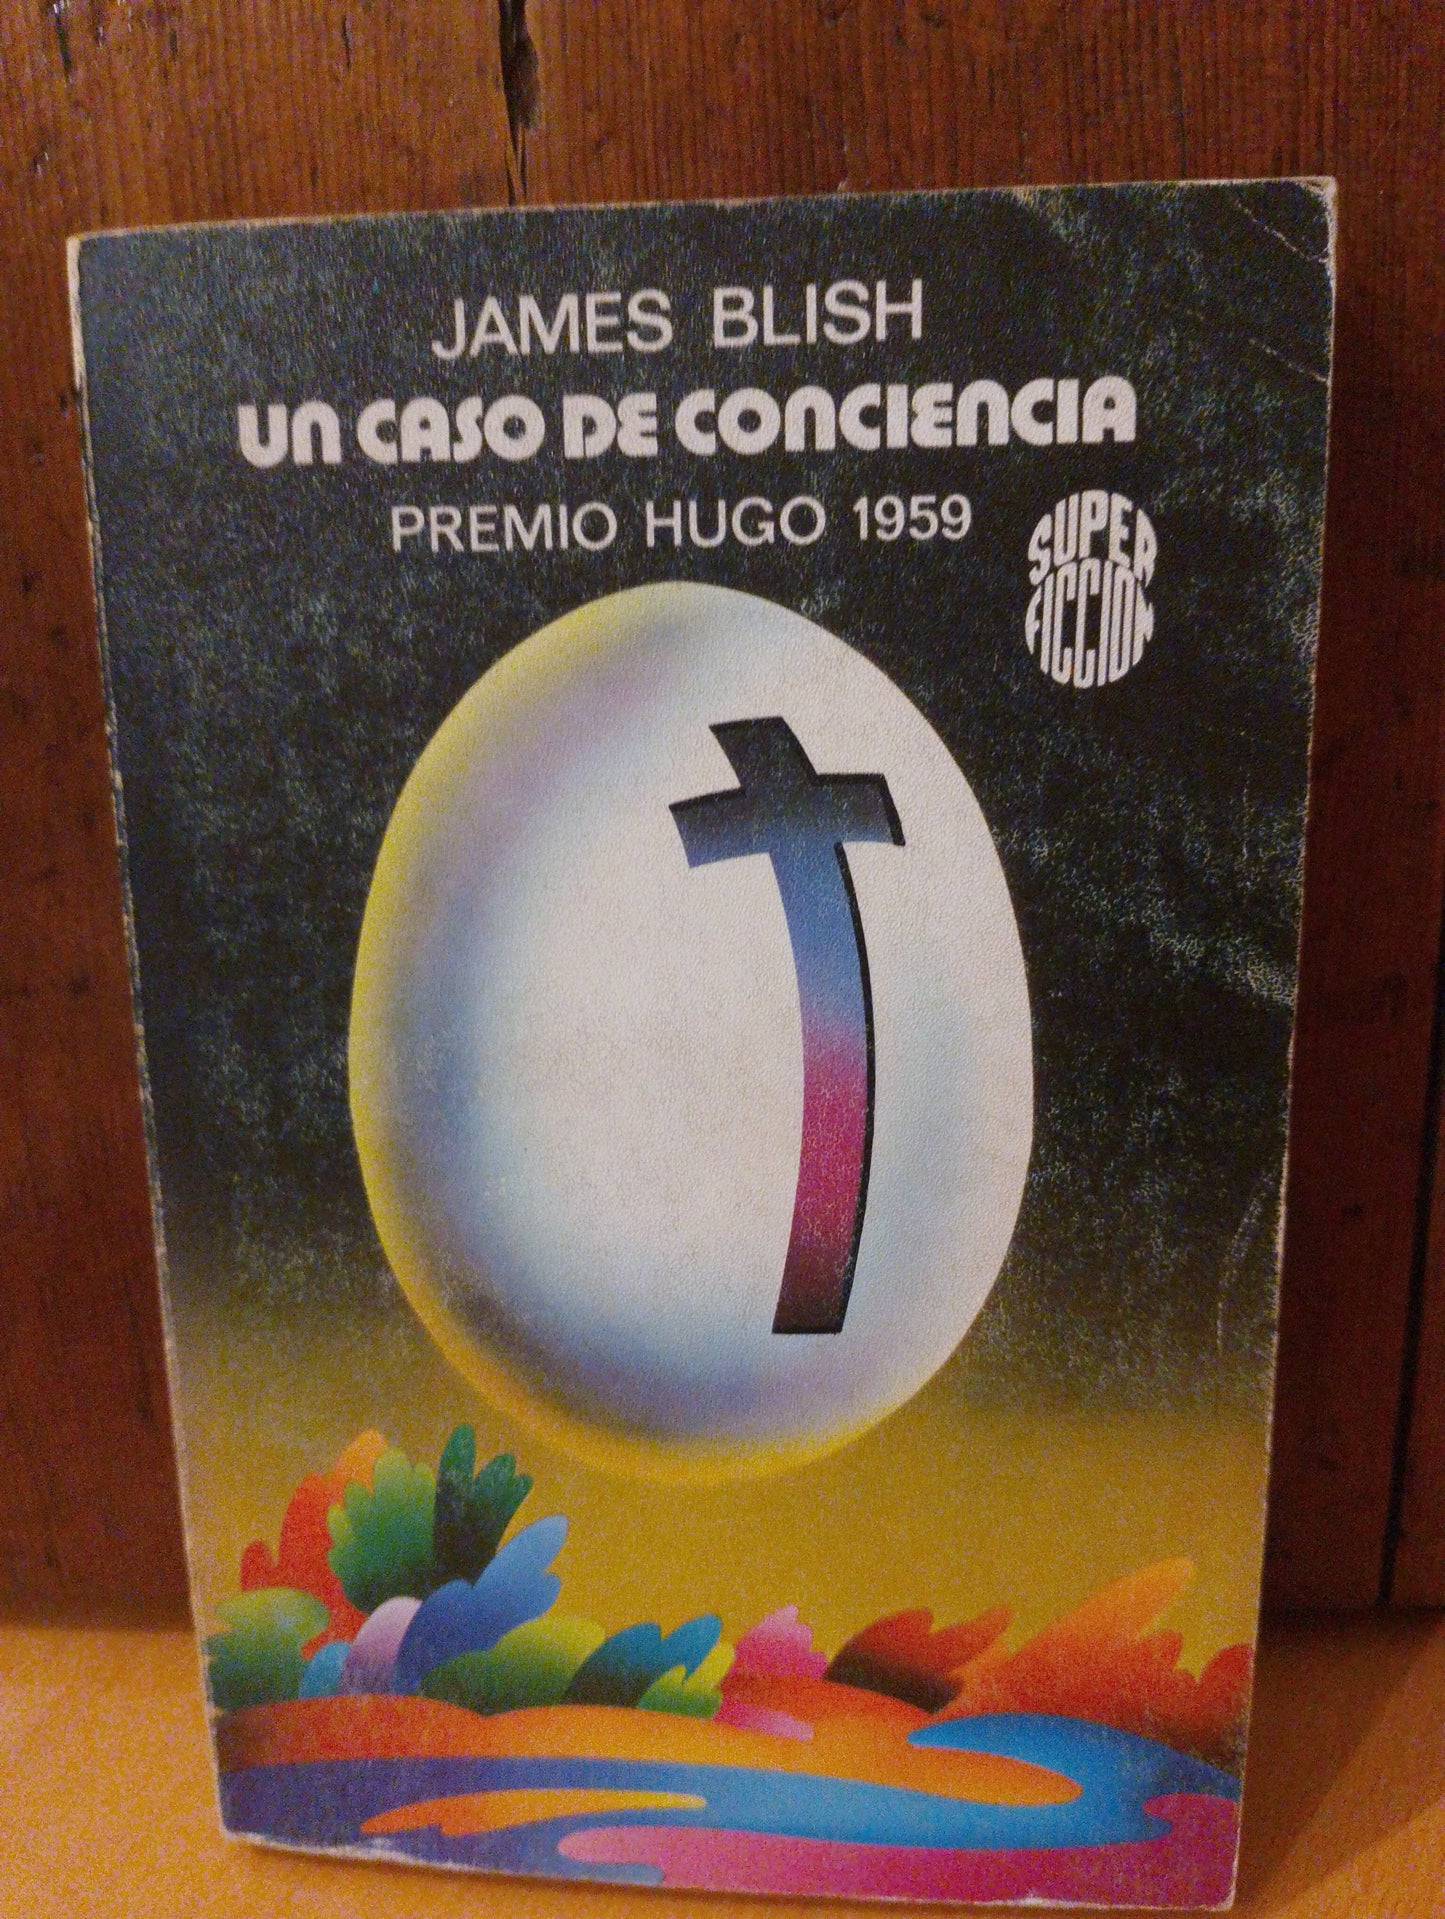 JAMES BLISH
UN CASO DE CONCIENCIA
PREMIO HUGO 1959
SUPER
FICCION